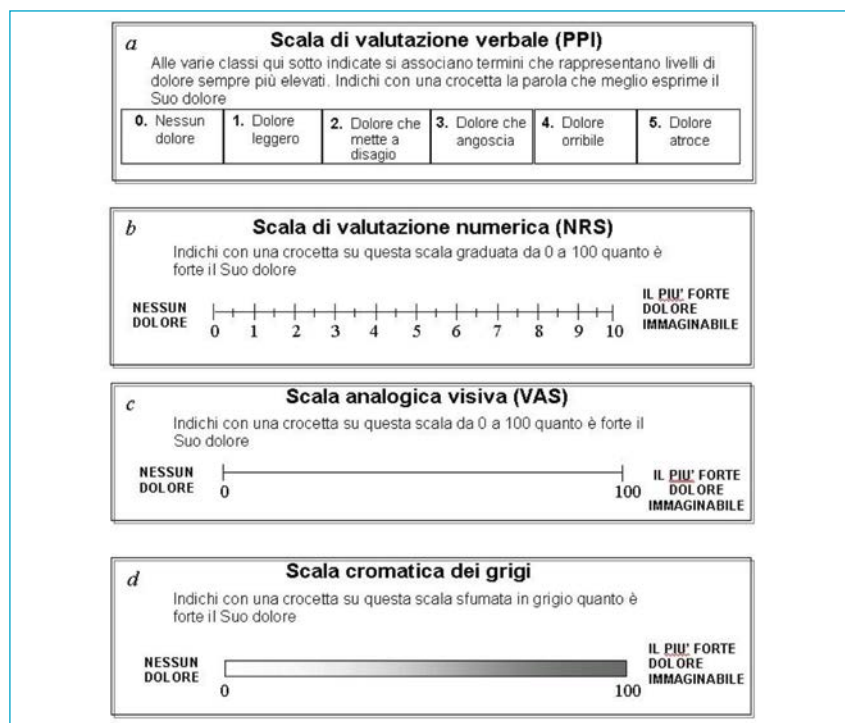 a
Scala di valutazione verbale (PPI)
Alle varie classi qui sotto indicate si associano termini che rappresentano livelli di
dolore sempre più elevati. Indichi con una crocetta la parola che meglio esprime il
Suo dolore
0. Nessun dolore
1. Dolore leggero
2. Dolore che mette a disagio
3. Dolore che angoscia
4. Dolore orribile
5. Dolore atroce
b
Scala di valutazione numerica (NRS)
Indichi con una crocetta su questa scala graduata da 0 a 100 quanto è
forte il Suo dolore
NESSUN
DOLORE
0 1 2 3 4 5 6 7 8 9 10
IL PIU' FORTE
DOLORE
IMMAGINABILE
c
Scala analogica visiva (VAS)
Indichi con una crocetta su questa scala da 0 a 100 quanto è forte il
Suo dolore
NESSUN
DOLORE
0 100
IL PIU' FORTE
DOLORE
IMMAGINABILE
d
Scala cromatica dei grigi
Indichi con una crocetta su questa scala sfumata in grigio quanto è
forte il Suo dolore
NESSUN
DOLORE
0 100
IL PIU' FORTE
DOLORE
IMMAGINABILE